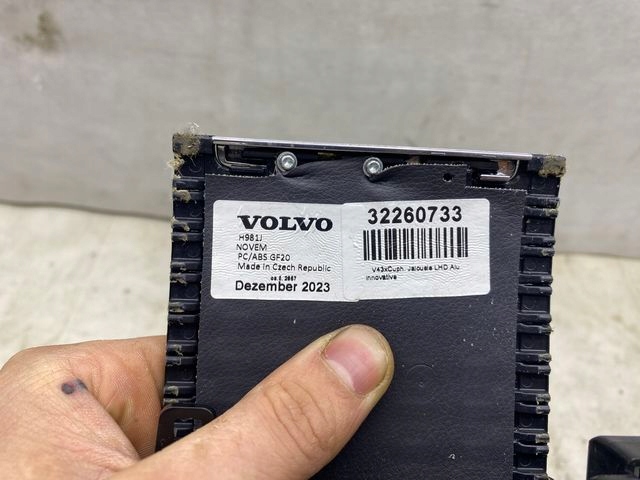 VOLVO
H981J
NOVEM
PC/ABS GF20
Made in Czech Republic
Dezember 2023
32260733
V43xCuph. Jalousie LHD Alu
innovative